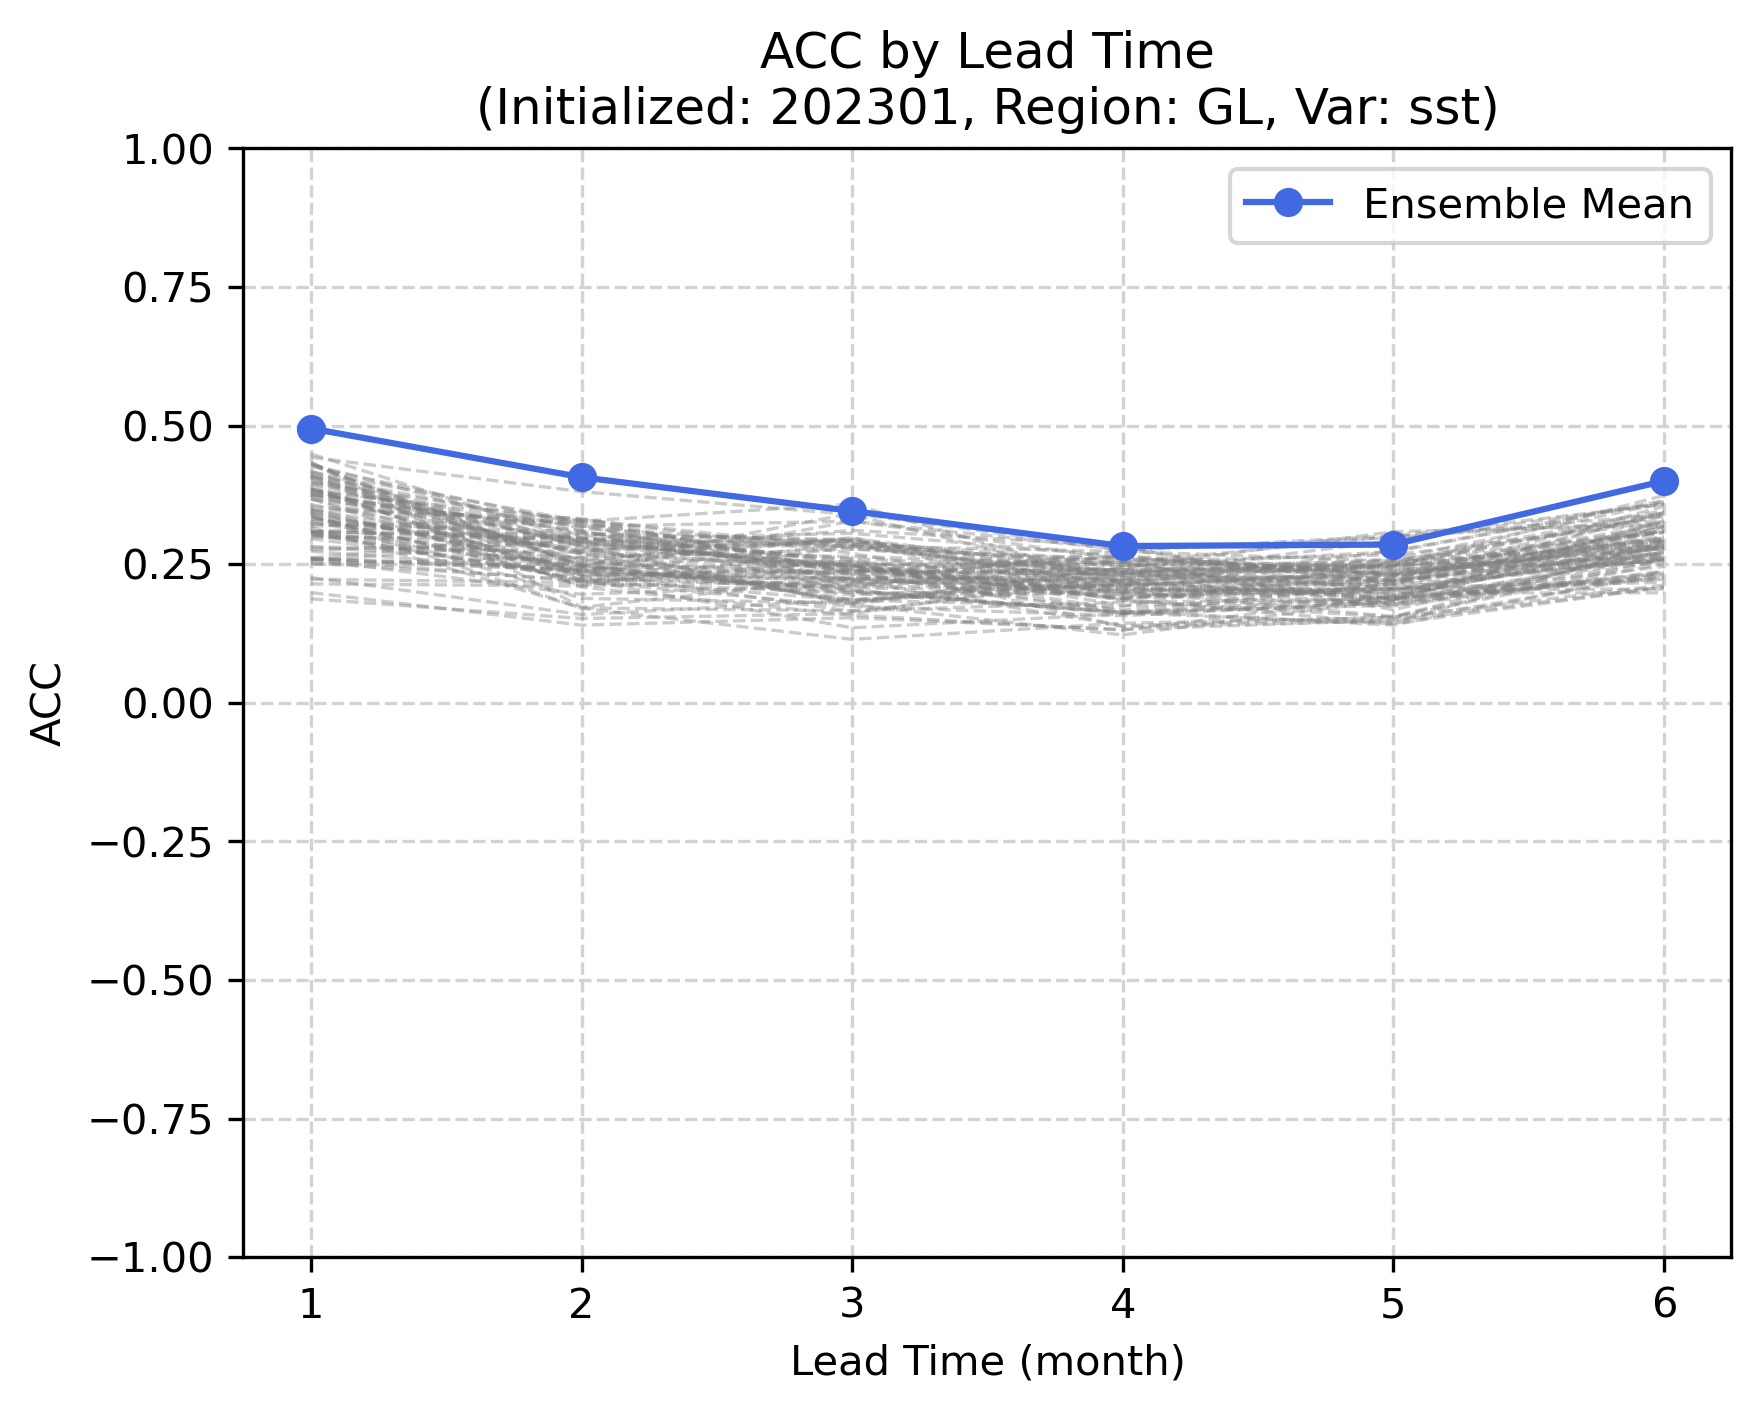 ACC by Lead Time
(Initialized: 202301, Region: GL, Var: sst)
Ensemble Mean
1.00
0.75
0.50
0.25
0.00
−0.25
−0.50
−0.75
−1.00
ACC
1 2 3 4 5 6
Lead Time (month)